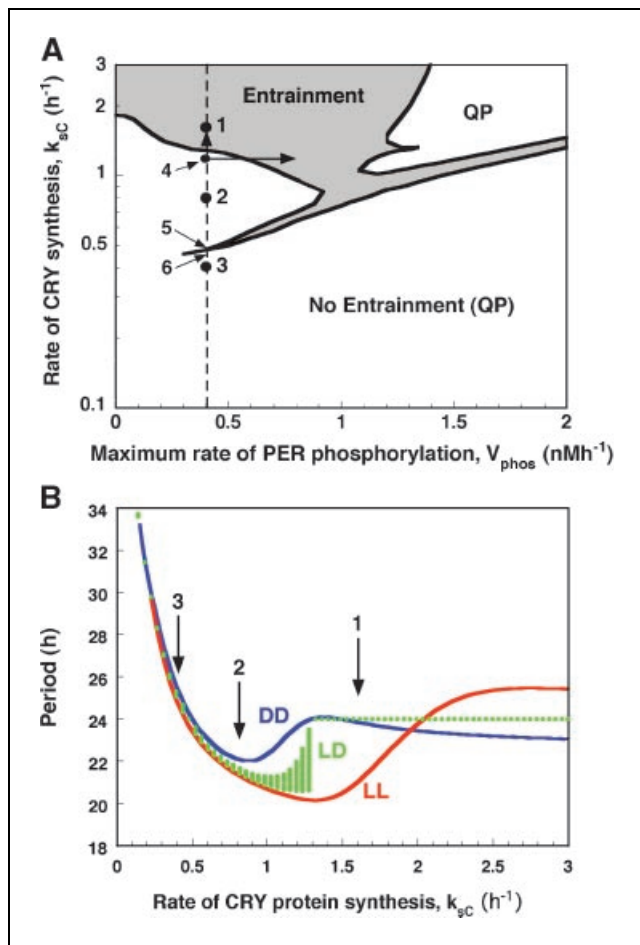 A
3
2
1
0.5
0.1
Rate of CRY synthesis, ksC (h-1)
Entrainment
QP
1
4
2
5
6
3
No Entrainment (QP)
0 0.5 1 1.5 2
Maximum rate of PER phosphorylation, Vphos (nMh-1)
B
34
32
30
28
26
24
22
20
18
Period (h)
3
2
1
DD
LD
LL
0 0.5 1 1.5 2 2.5 3
Rate of CRY protein synthesis, ksC (h-1)